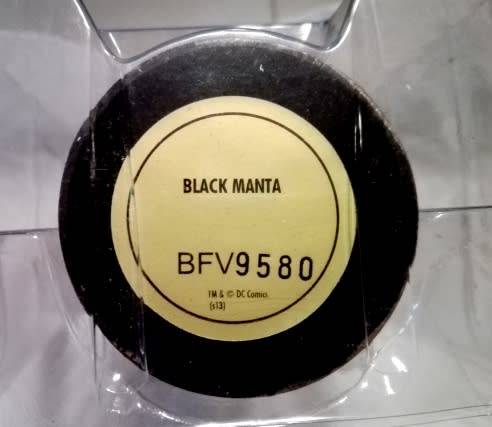 BLACK MANTA
BFV9580
TM & © DC Comics
(s13)